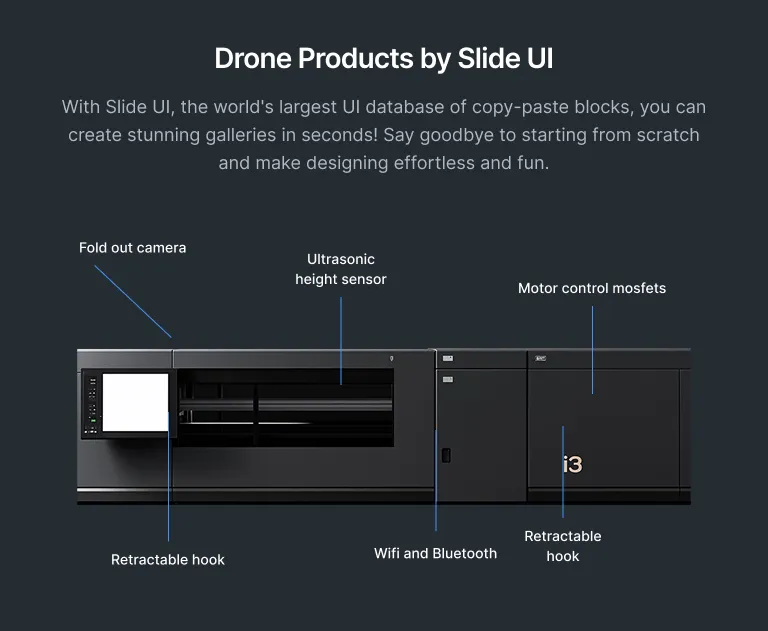 Drone Products by Slide UI
With Slide UI, the world's largest UI database of copy-paste blocks, you can
create stunning galleries in seconds! Say goodbye to starting from scratch
and make designing effortless and fun.
Fold out camera
Ultrasonic
height sensor
Motor control mosfets
i3
Retractable hook
Wifi and Bluetooth
Retractable
hook